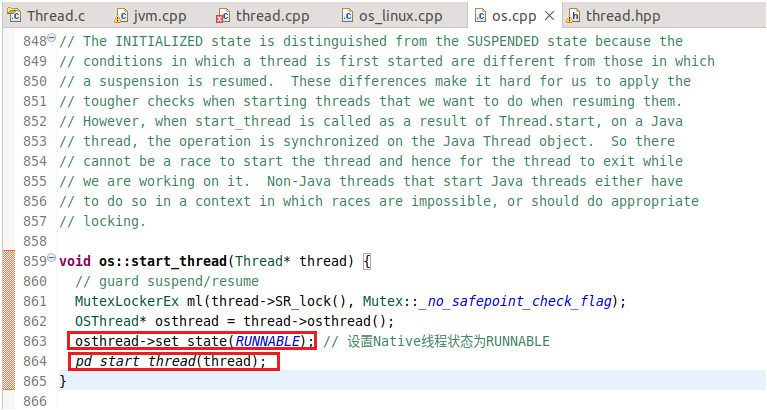 Thread.c jvm.cpp thread.cpp os_linux.cpp os.cpp thread.hpp
848 // The INITIALIZED state is distinguished from the SUSPENDED state because the
849 // conditions in which a thread is first started are different from those in which
850 // a suspension is resumed.  These differences make it hard for us to apply the
851 // tougher checks when starting threads that we want to do when resuming them.
852 // However, when start_thread is called as a result of Thread.start, on a Java
853 // thread, the operation is synchronized on the Java Thread object.  So there
854 // cannot be a race to start the thread and hence for the thread to exit while
855 // we are working on it.  Non-Java threads that start Java threads either have
856 // to do so in a context in which races are impossible, or should do appropriate
857 // locking.
858
859 void os::start_thread(Thread* thread) {
860   // guard suspend/resume
861   MutexLockerEx ml(thread->SR_lock(), Mutex::_no_safepoint_check_flag);
862   OSThread* osthread = thread->osthread();
863   osthread->set_state(RUNNABLE); // 设置Native线程状态为RUNNABLE
864   pd_start_thread(thread);
865 }
866